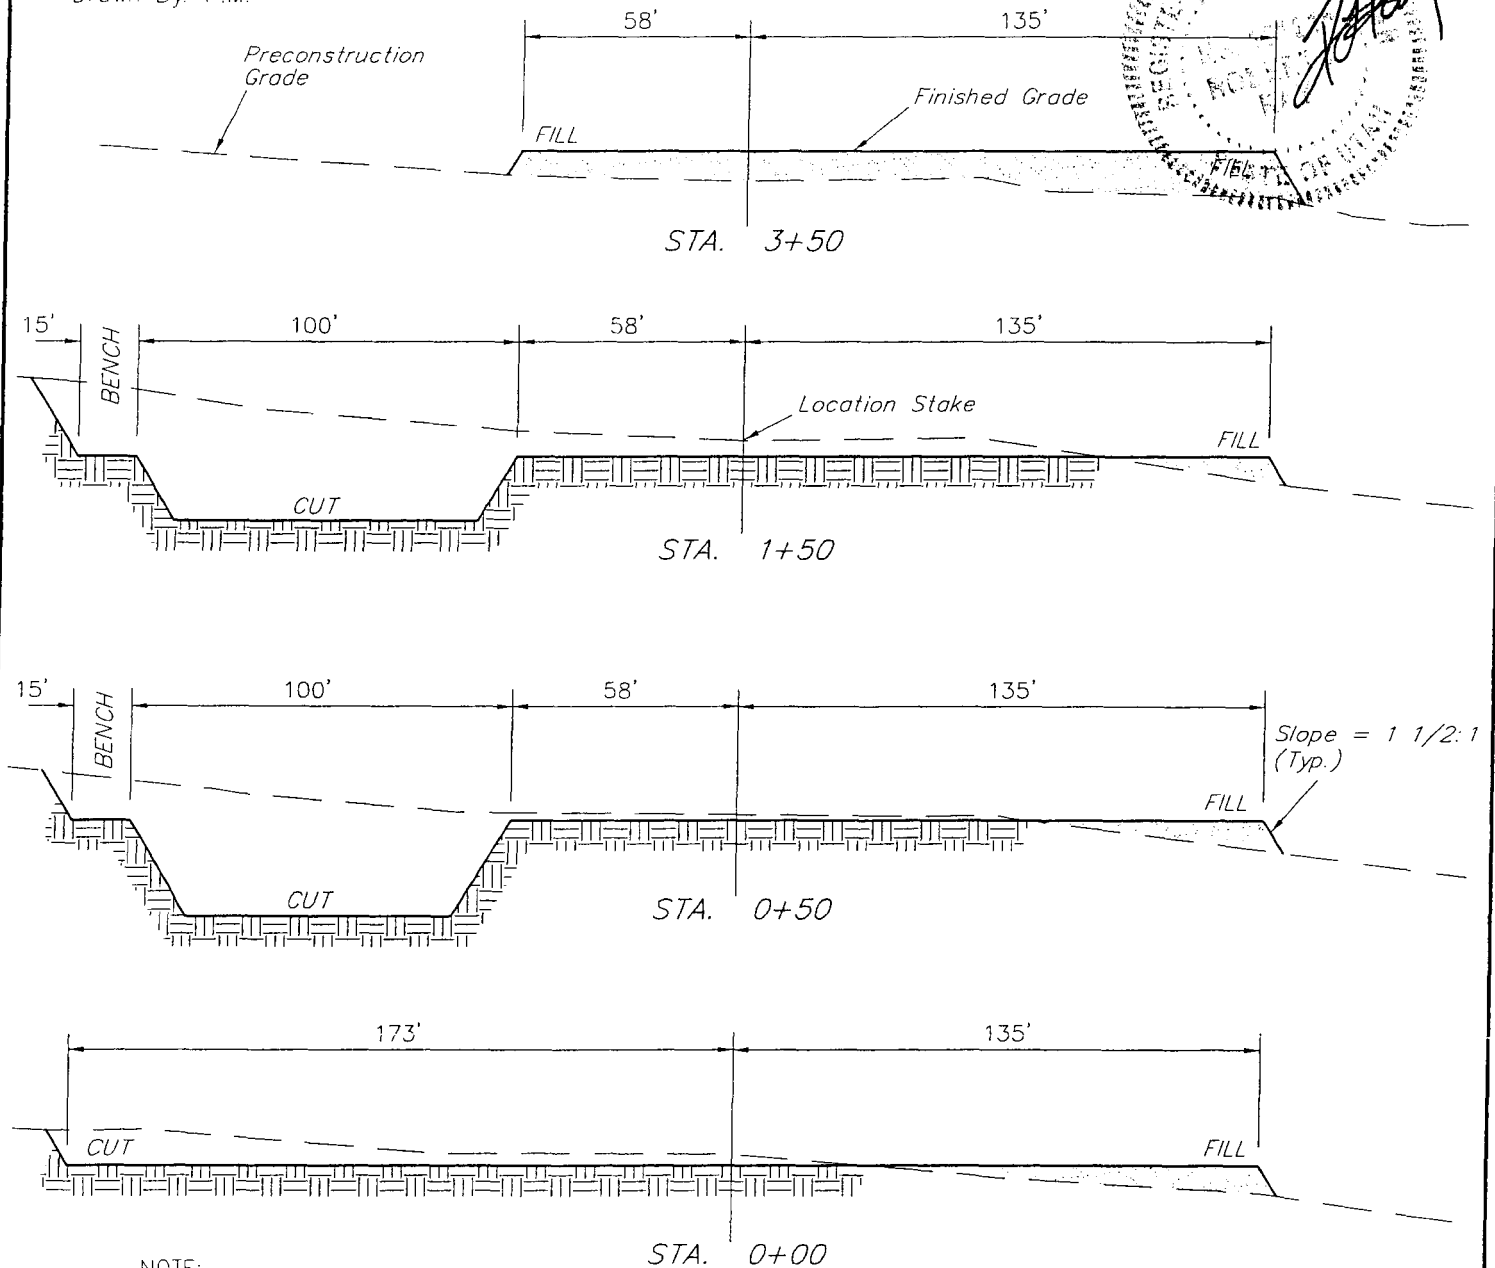 58' 135'
Preconstruction
Grade
Finished Grade
FILL
FILL
STA. 3+50
15' BENCH 100' 58' 135'
Location Stake
FILL
CUT
STA. 1+50
15' BENCH 100' 58' 135'
Slope = 1 1/2:1
(Typ.)
FILL
CUT
STA. 0+50
173' 135'
CUT
FILL
STA. 0+00
NOTE: